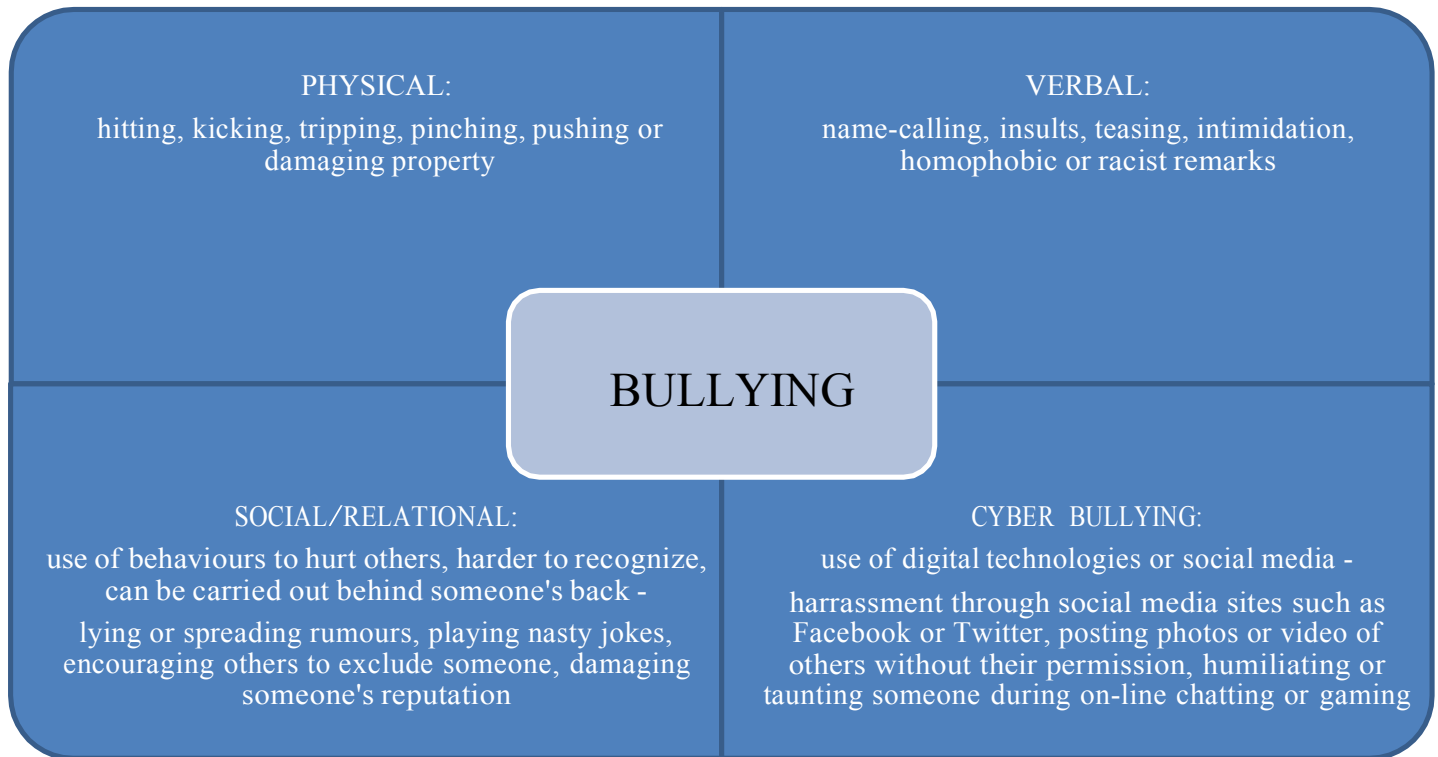 PHYSICAL:
hitting, kicking, tripping, pinching, pushing or
damaging property
VERBAL:
name-calling, insults, teasing, intimidation,
homophobic or racist remarks
BULLYING
SOCIAL/RELATIONAL:
use of behaviours to hurt others, harder to recognize,
can be carried out behind someone's back -
lying or spreading rumours, playing nasty jokes,
encouraging others to exclude someone, damaging
someone's reputation
CYBER BULLYING:
use of digital technologies or social media -
harrassment through social media sites such as
Facebook or Twitter, posting photos or video of
others without their permission, humiliating or
taunting someone during on-line chatting or gaming